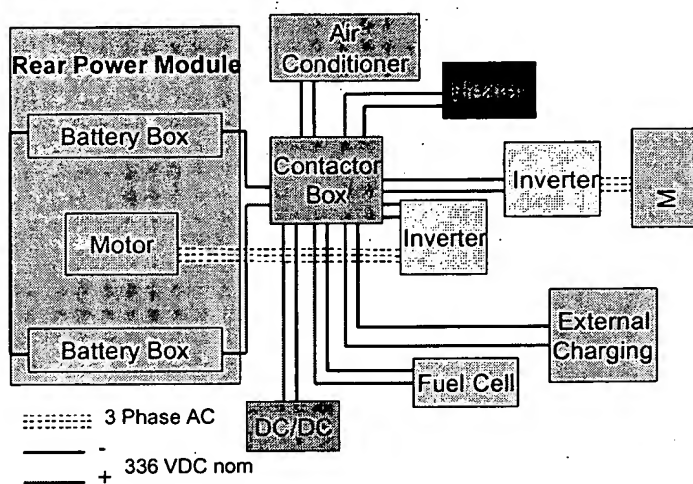 Rear Power Module
Battery Box
Motor
Battery Box
Air
Conditioner
Contactor
Box
Inverter
M
Inverter
External
Charging
Fuel Cell
DC/DC
3 Phase AC
-
+ 336 VDC nom